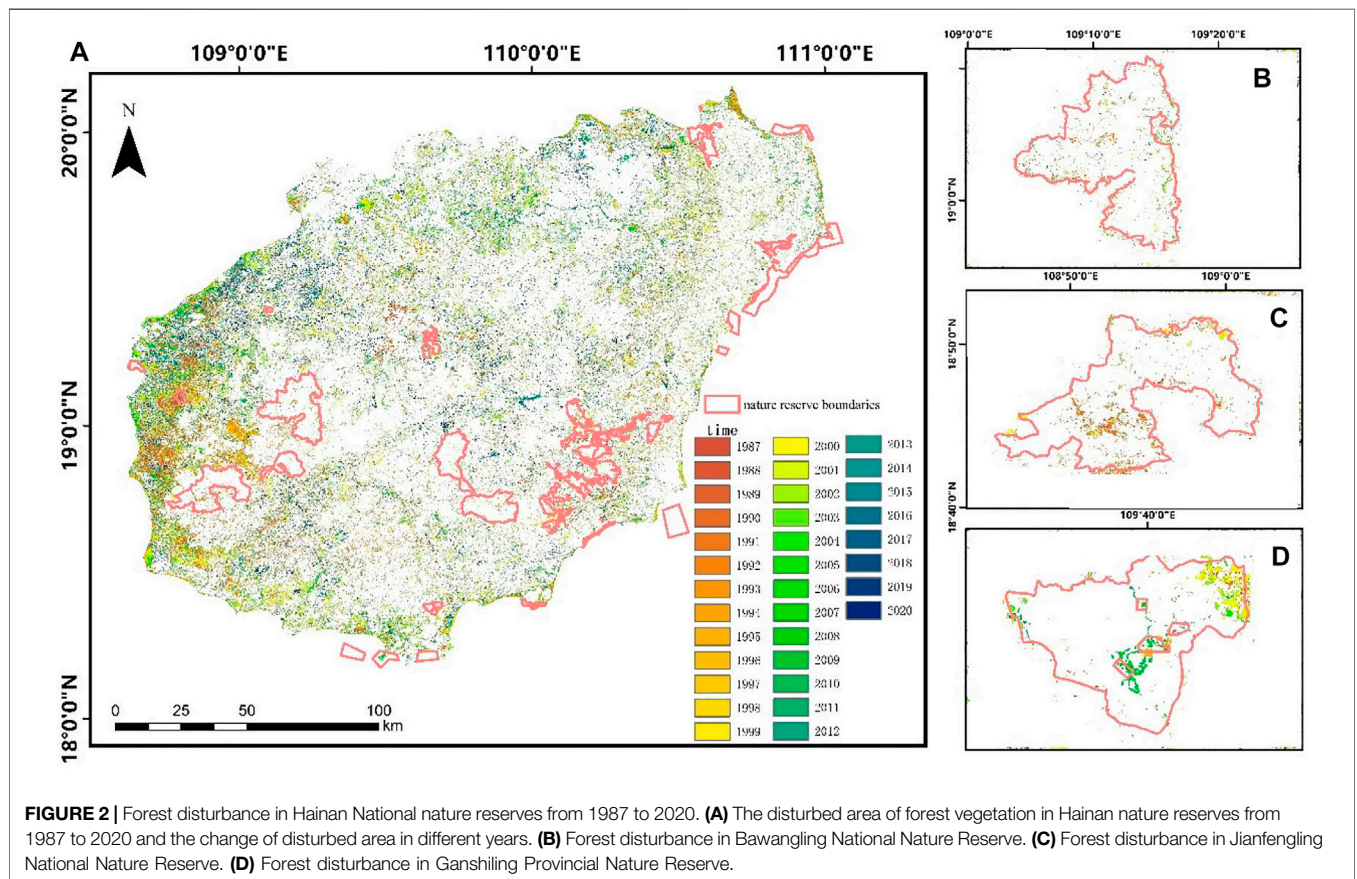 A
109°0'0"E 110°0'0"E 111°0'0"E
N
20°0'0"N
19°0'0"N
18°0'0"N
0 25 50 100
km
nature reserve boundaries
time
1987
1988
1989
1990
1991
1992
1993
1994
1995
1996
1997
1998
1999
2000
2001
2002
2003
2004
2005
2006
2007
2008
2009
2010
2011
2012
2013
2014
2015
2016
2017
2018
2019
2020
109°0'0"E 109°10'0"E 109°20'0"E
B
19°0'0"N
108°50'0"E 109°0'0"E
C
18°50'0"N
18°40'0"N
109°40'0"E
D
FIGURE 2 | Forest disturbance in Hainan National nature reserves from 1987 to 2020. (A) The disturbed area of forest vegetation in Hainan nature reserves from
1987 to 2020 and the change of disturbed area in different years. (B) Forest disturbance in Bawangling National Nature Reserve. (C) Forest disturbance in Jianfengling
National Nature Reserve. (D) Forest disturbance in Ganshiling Provincial Nature Reserve.